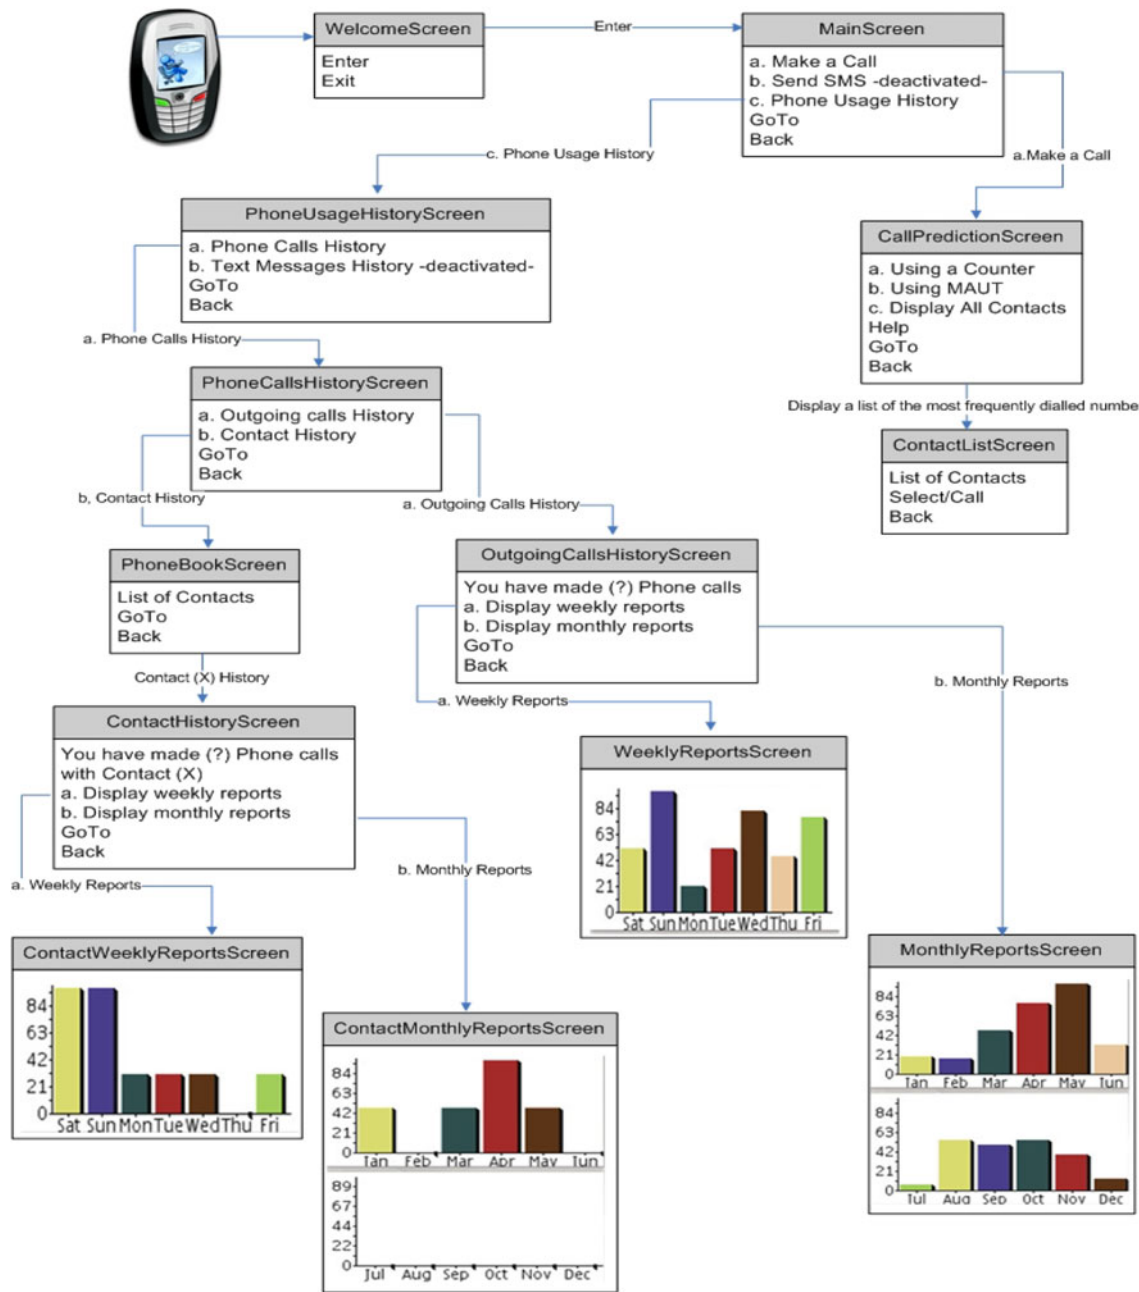 WelcomeScreen
Enter
Exit
Enter
MainScreen
a. Make a Call
b. Send SMS -deactivated-
c. Phone Usage History
GoTo
Back
c. Phone Usage History
a.Make a Call
PhoneUsageHistoryScreen
a. Phone Calls History
b. Text Messages History -deactivated-
GoTo
Back
CallPredictionScreen
a. Using a Counter
b. Using MAUT
c. Display All Contacts
Help
GoTo
Back
a. Phone Calls History
PhoneCallsHistoryScreen
a. Outgoing calls History
b. Contact History
GoTo
Back
Display a list of the most frequently dialled numbe
ContactListScreen
List of Contacts
Select/Call
Back
b, Contact History
a. Outgoing Calls History
PhoneBookScreen
List of Contacts
GoTo
Back
OutgoingCallsHistoryScreen
You have made (?) Phone calls
a. Display weekly reports
b. Display monthly reports
GoTo
Back
Contact (X) History
a. Weekly Reports
b. Monthly Reports
ContactHistoryScreen
You have made (?) Phone calls
with Contact (X)
a. Display weekly reports
b. Display monthly reports
GoTo
Back
WeeklyReportsScreen
84
63
42
21
0
Sat Sun Mon Tue Wed Thu Fri
a. Weekly Reports
b. Monthly Reports
ContactWeeklyReportsScreen
84
63
42
21
0
Sat Sun Mon Tue Wed Thu Fri
MonthlyReportsScreen
84
63
42
21
0
Jan Feb Mar Apr May Jun
84
63
42
21
0
Jul Aug Sep Oct Nov Dec
ContactMonthlyReportsScreen
84
63
42
21
0
Jan Feb Mar Apr May Jun
89
67
44
22
0
Jul Aug Sep Oct Nov Dec